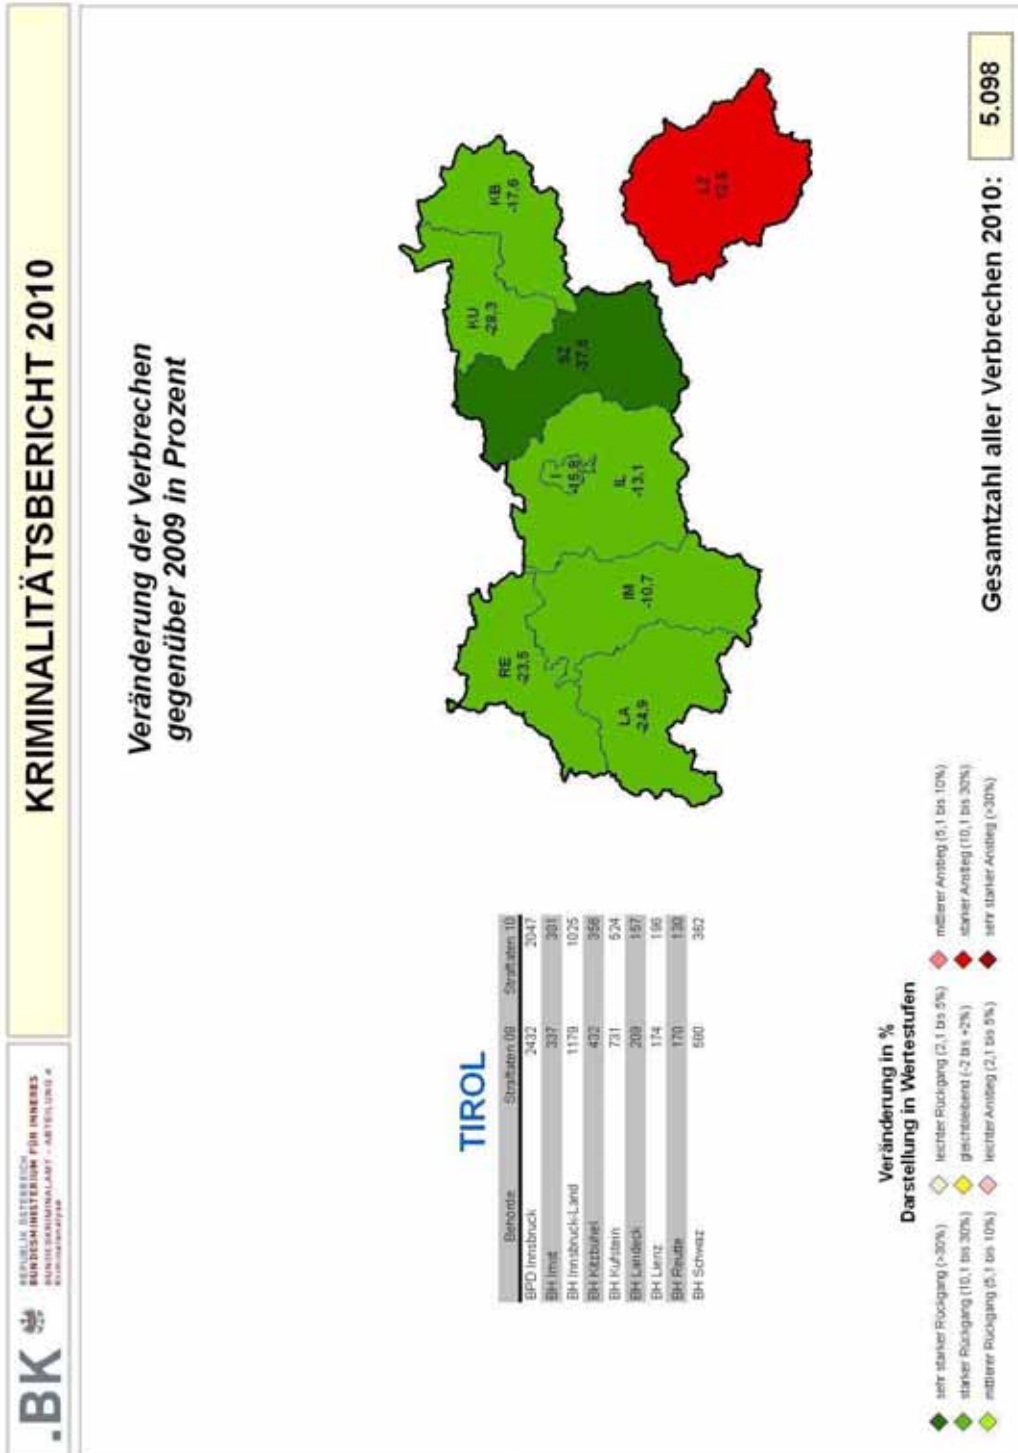 .BK
REPUBLIK ÖSTERREICH
BUNDESMINISTERIUM FÜR INNERES
BUNDESKRIMINALAMT - ABTEILUNG 4
Kriminalanalyse
KRIMINALITÄTSBERICHT 2010
Veränderung der Verbrechen
gegenüber 2009 in Prozent
TIROL
Behörde Straftaten 09 Straftaten 10
BPD Innsbruck 2432 2047
BH Imst 337 301
BH Innsbruck-Land 1179 1025
BH Kitzbühel 432 356
BH Kufstein 731 524
BH Landeck 209 157
BH Lienz 174 196
BH Reutte 170 130
BH Schwaz 580 362
RE
-23,5
LA
-24,9
IM
-10,7
I
-15,8
IL
-13,1
SZ
-37,6
KU
-28,3
KB
-17,6
LZ
12,6
Veränderung in %
Darstellung in Wertestufen
sehr starker Rückgang (>30%)
starker Rückgang (10,1 bis 30%)
mittlerer Rückgang (5,1 bis 10%)
leichter Rückgang (2,1 bis 5%)
gleichbleibend (-2 bis +2%)
leichter Anstieg (2,1 bis 5%)
mittlerer Anstieg (5,1 bis 10%)
starker Anstieg (10,1 bis 30%)
sehr starker Anstieg (>30%)
Gesamtzahl aller Verbrechen 2010: 5.098